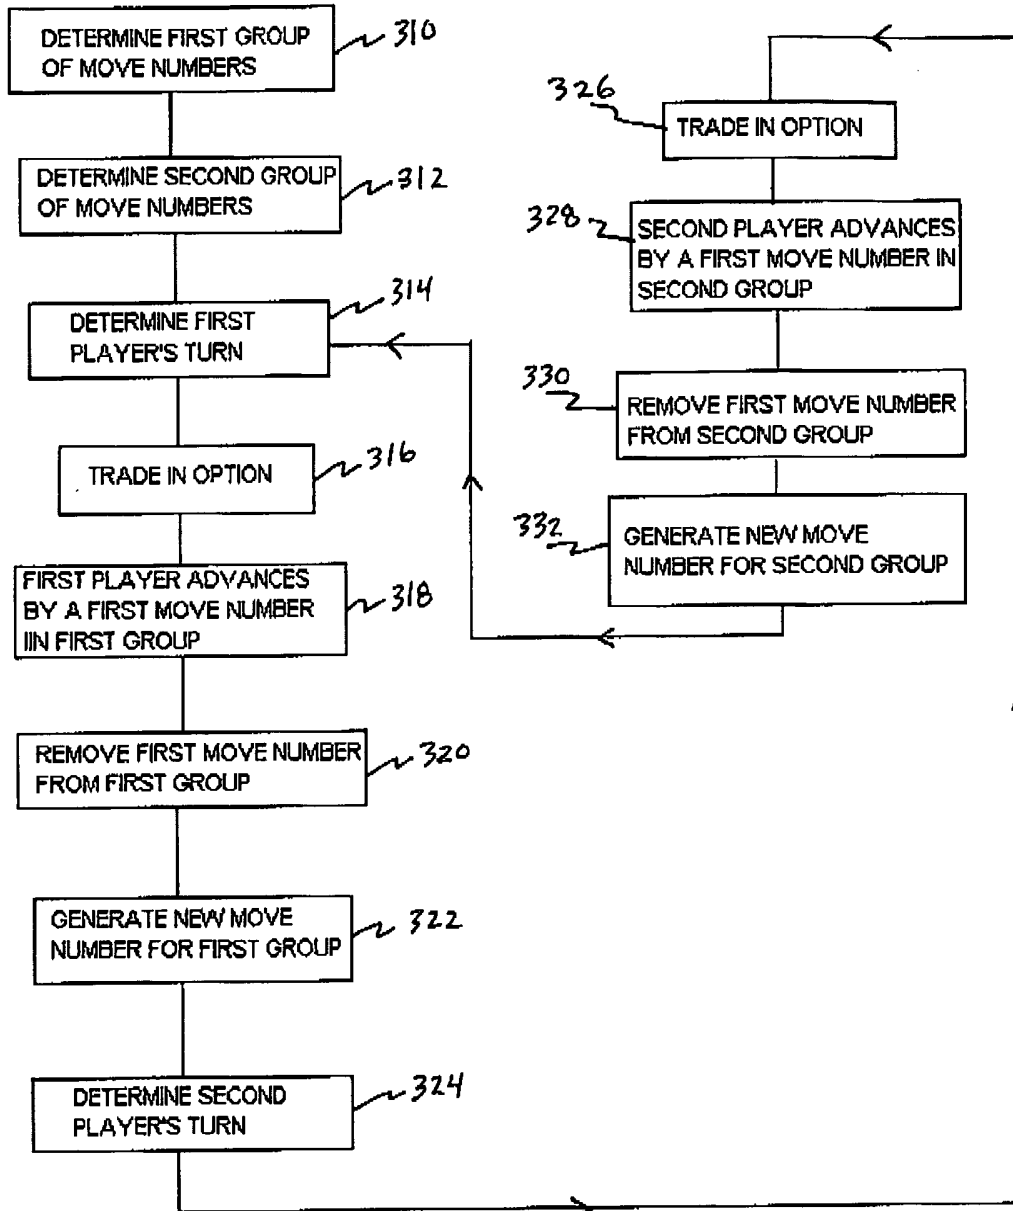 DETERMINE FIRST GROUP
OF MOVE NUMBERS
310
DETERMINE SECOND GROUP
OF MOVE NUMBERS
312
314
DETERMINE FIRST
PLAYER'S TURN
TRADE IN OPTION
316
FIRST PLAYER ADVANCES
BY A FIRST MOVE NUMBER
IIN FIRST GROUP
318
REMOVE FIRST MOVE NUMBER
FROM FIRST GROUP
320
GENERATE NEW MOVE
NUMBER FOR FIRST GROUP
322
DETERMINE SECOND
PLAYER'S TURN
324
326
TRADE IN OPTION
328
SECOND PLAYER ADVANCES
BY A FIRST MOVE NUMBER IN
SECOND GROUP
330
REMOVE FIRST MOVE NUMBER
FROM SECOND GROUP
332
GENERATE NEW MOVE
NUMBER FOR SECOND GROUP